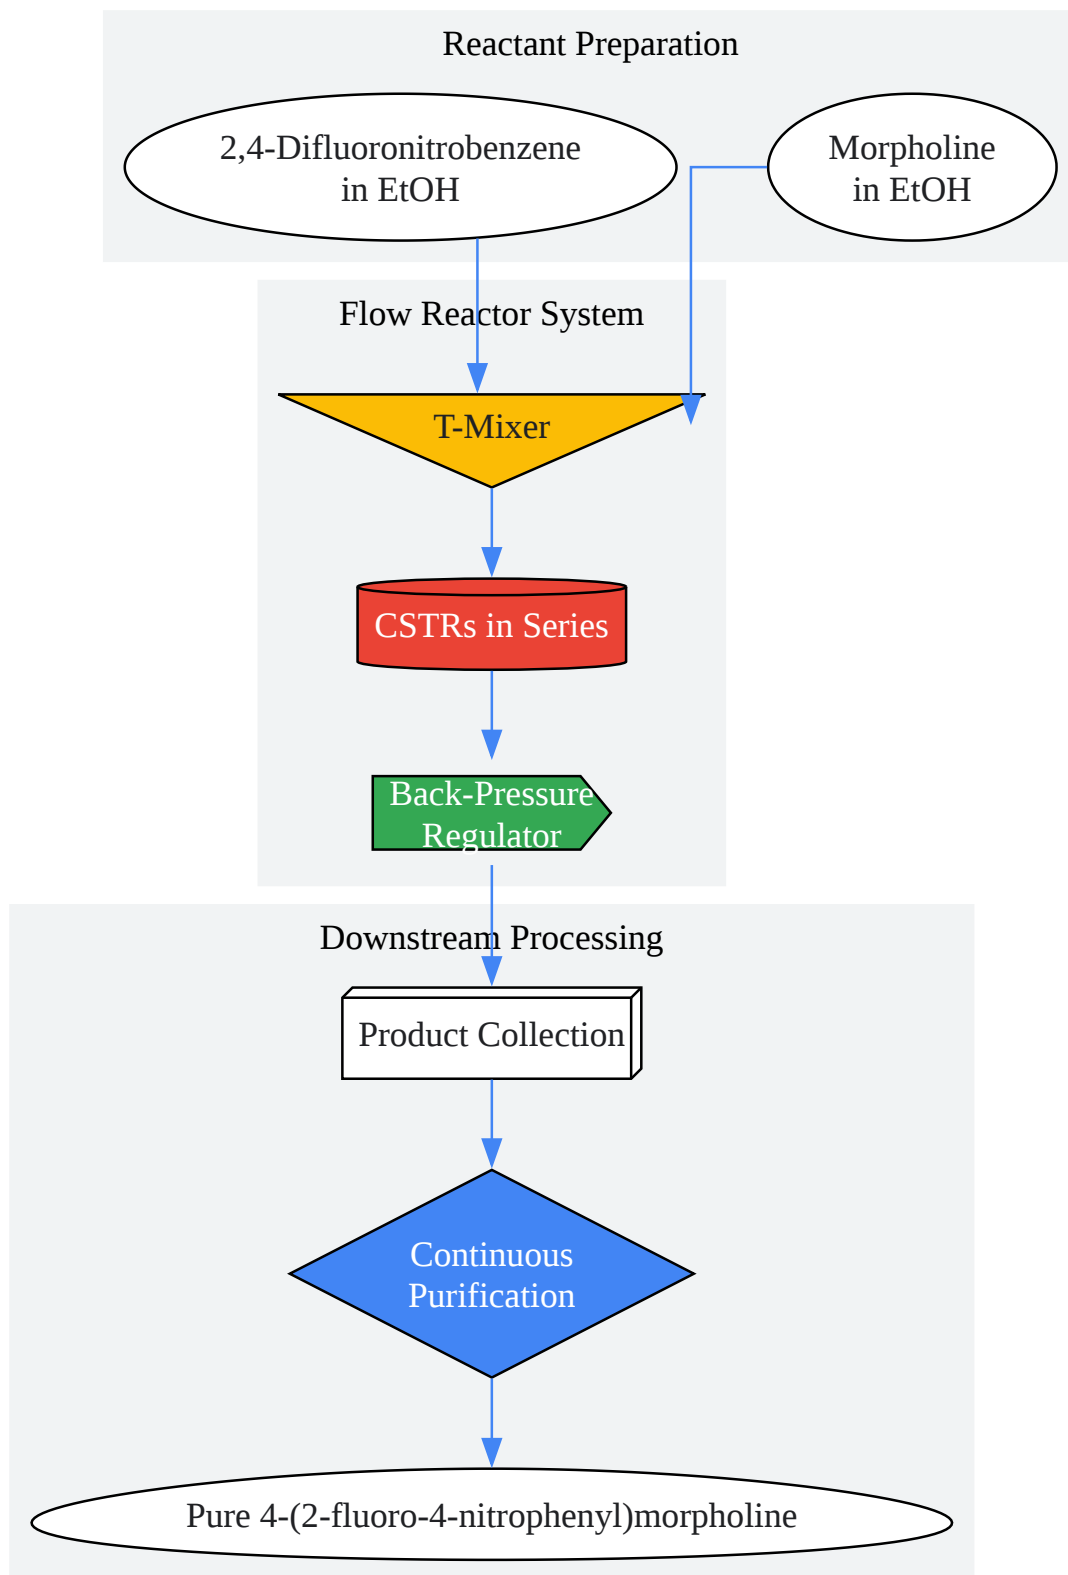 Reactant Preparation
2,4-Difluoronitrobenzene
in EtOH
Morpholine
in EtOH
Flow Reactor System
T-Mixer
CSTRs in Series
Back-Pressure
Regulator
Downstream Processing
Product Collection
Continuous
Purification
Pure 4-(2-fluoro-4-nitrophenyl)morpholine